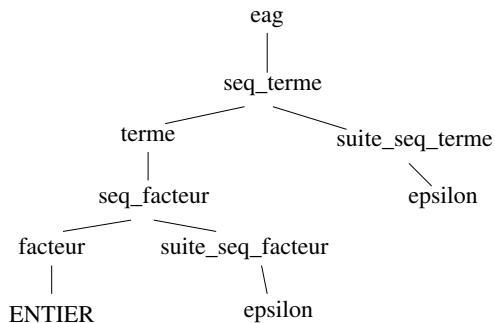 eag
seq_terme
terme
suite_seq_terme
seq_facteur
epsilon
facteur
suite_seq_facteur
ENTIER
epsilon